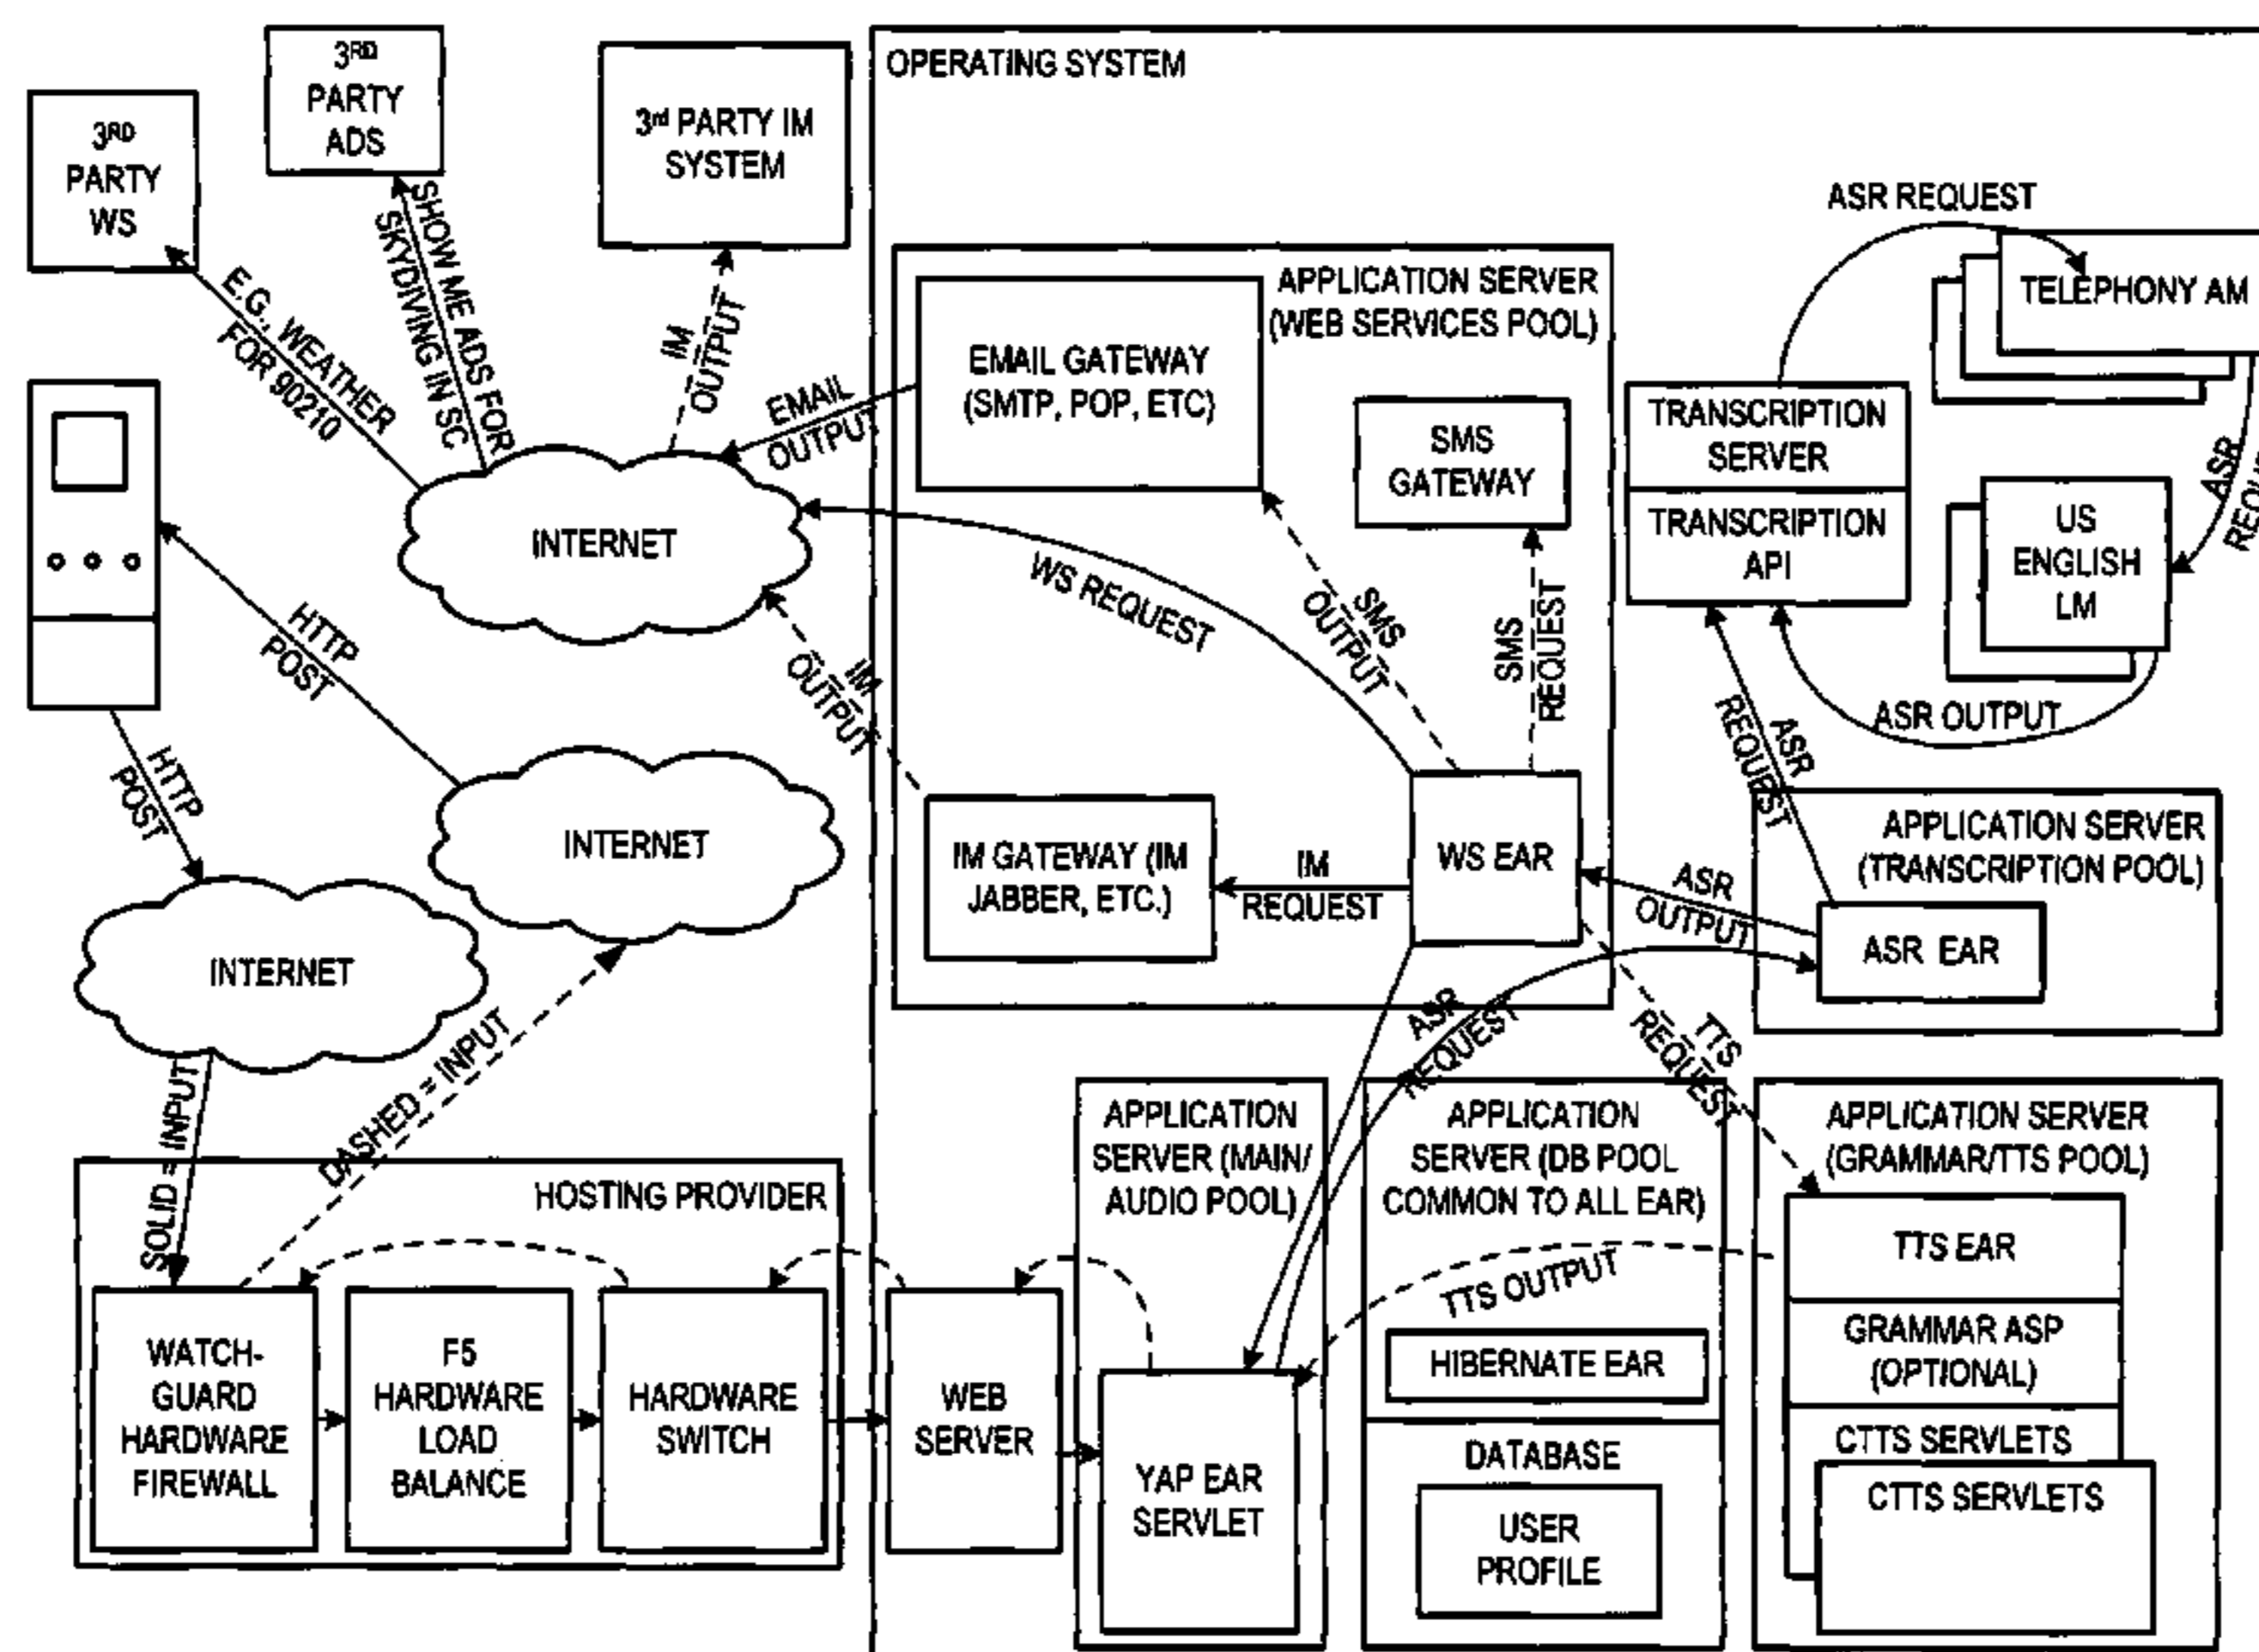 OPERATING SYSTEM
3RD
PARTY
WS
3RD
PARTY
ADS
3rd PARTY IM
SYSTEM
E.G., WEATHER
FOR 90210
SHOW ME ADS FOR
SKYDIVING IN SC
IM
OUTPUT
EMAIL
OUTPUT
INTERNET
HTTP
POST
IM
OUTPUT
HTTP
POST
INTERNET
INTERNET
SOLID = INPUT
DASHED = INPUT
HOSTING PROVIDER
WATCH-
GUARD
HARDWARE
FIREWALL
F5
HARDWARE
LOAD
BALANCE
HARDWARE
SWITCH
WEB
SERVER
APPLICATION SERVER
(WEB SERVICES POOL)
EMAIL GATEWAY
(SMTP, POP, ETC)
SMS
GATEWAY
WS REQUEST
SMS
OUTPUT
SMS
REQUEST
IM GATEWAY (IM
JABBER, ETC.)
IM
REQUEST
WS EAR
ASR REQUEST
TELEPHONY AM
TRANSCRIPTION
SERVER
TRANSCRIPTION
API
ASR
US
ENGLISH
LM
ASR OUTPUT
ASR
REQUEST
APPLICATION SERVER
(TRANSCRIPTION POOL)
ASR EAR
ASR
OUTPUT
ASR
REQUEST
TTS
REQUEST
APPLICATION
SERVER (MAIN/
AUDIO POOL)
YAP EAR
SERVLET
APPLICATION
SERVER (DB POOL
COMMON TO ALL EAR)
TTS OUTPUT
HIBERNATE EAR
DATABASE
USER
PROFILE
APPLICATION SERVER
(GRAMMAR/TTS POOL)
TTS EAR
GRAMMAR ASP
(OPTIONAL)
CTTS SERVLETS
CTTS SERVLETS